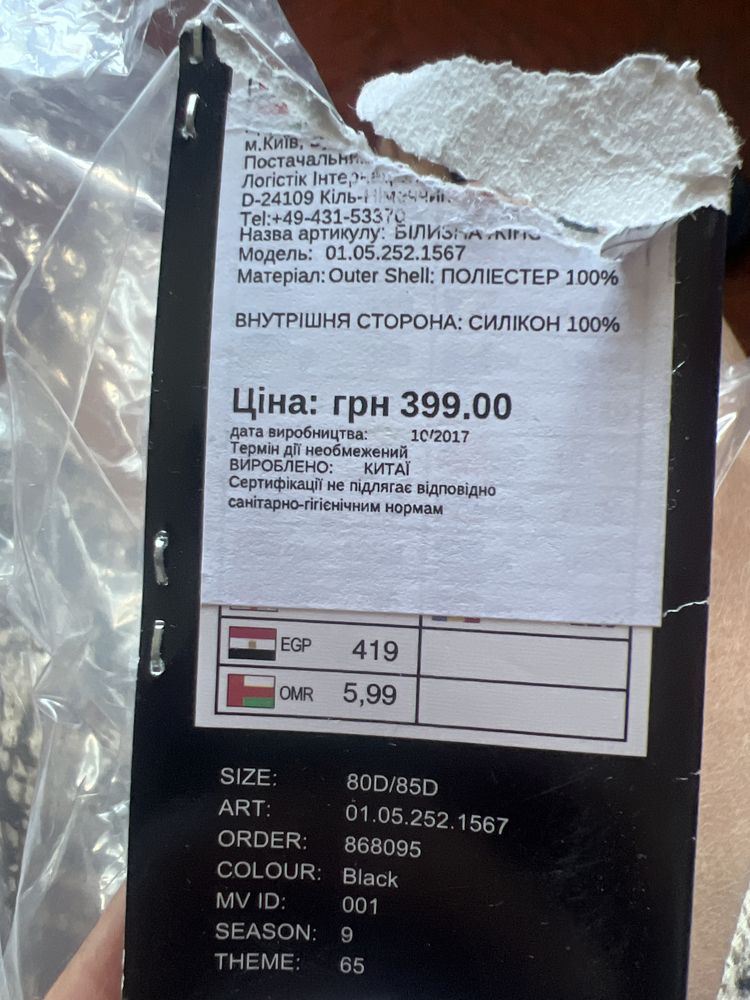 м.Київ,
Постачальник
Логістік
D-24109 Кіль-Німеччин
Tel:+49-431-53370
Назва артикулу: БІЛИЗНА
Модель: 01.05.252.1567
Матеріал: Outer Shell: ПОЛІЕСТЕР 100%
ВНУТРІШНЯ СТОРОНА: СИЛІКОН 100%
Ціна: грн 399.00
дата виробництва: 10/2017
Термін дії необмежений
ВИРОБЛЕНО: КИТАЇ
Сертифікації не підлягає відповідно
санітарно-гігієнічним нормам
EGP 419
OMR 5,99
SIZE: 80D/85D
ART: 01.05.252.1567
ORDER: 868095
COLOUR: Black
MV ID: 001
SEASON: 9
THEME: 65